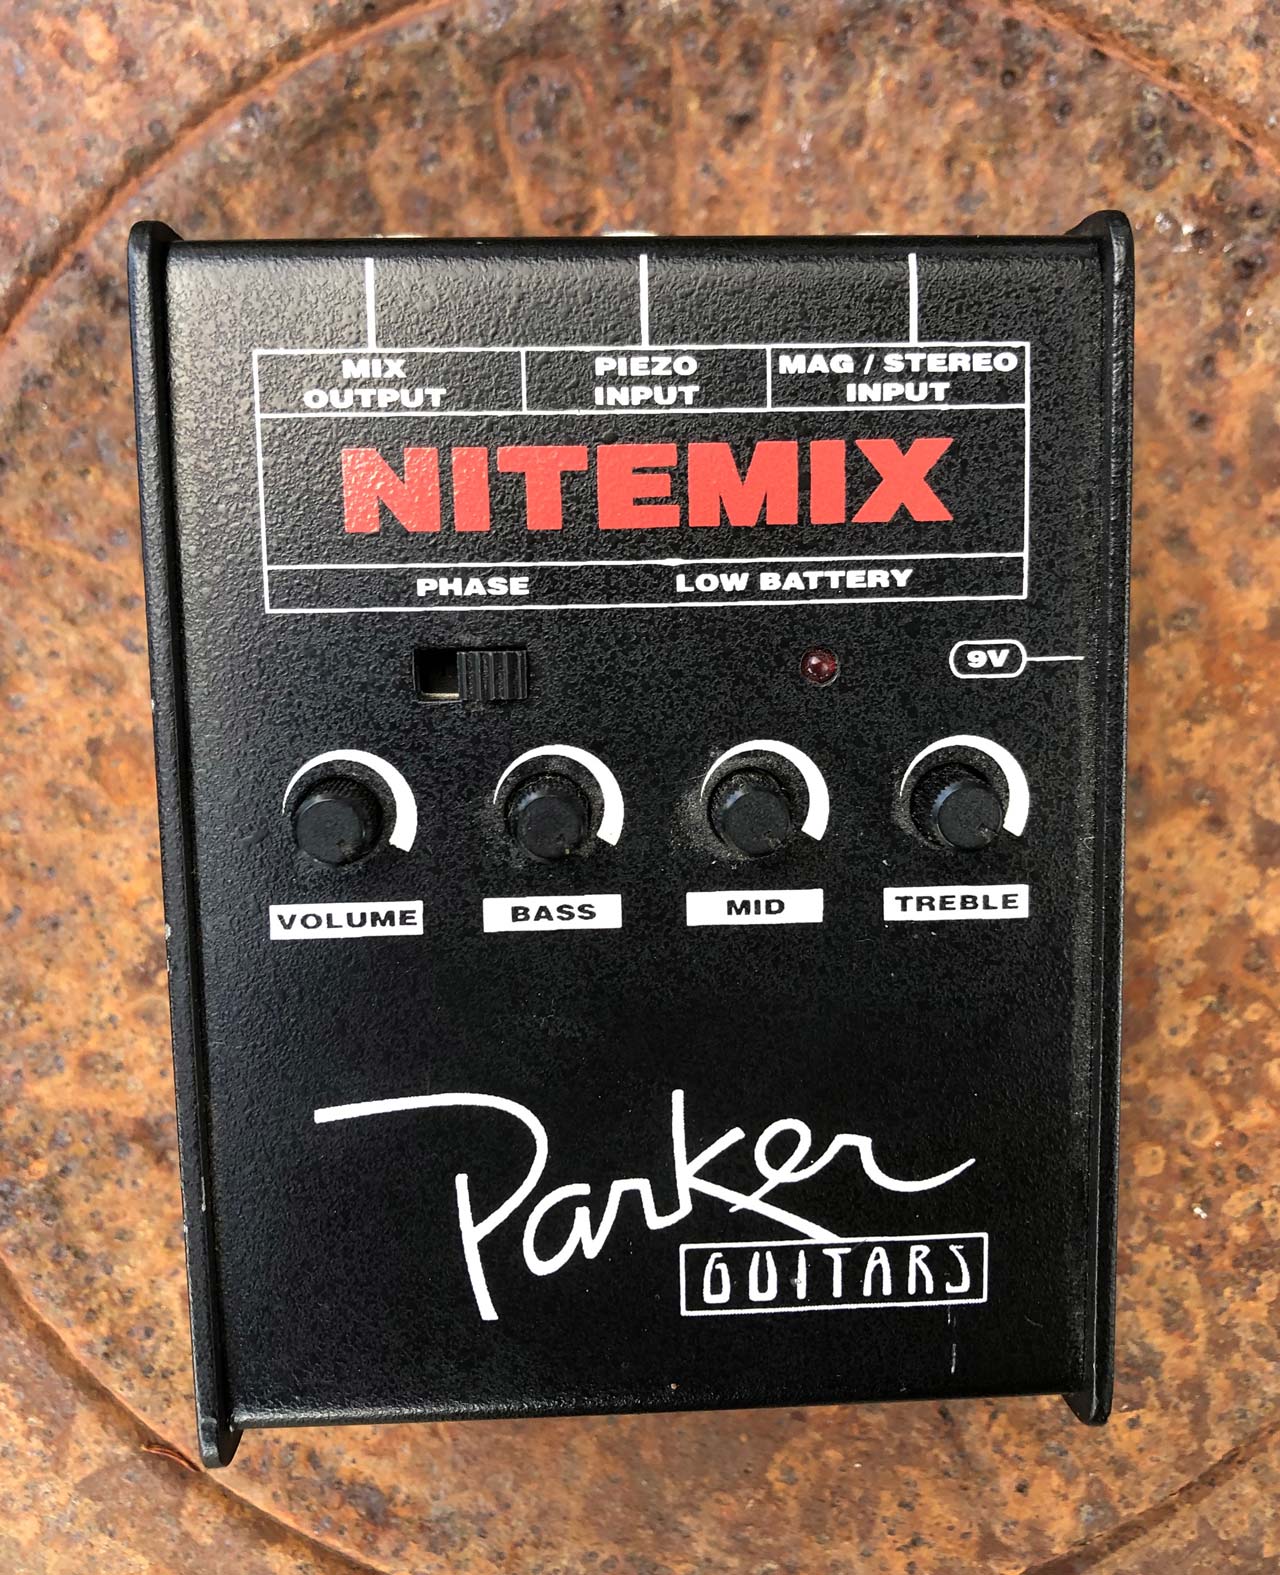 MIX
OUTPUT
PIEZO
INPUT
MAG / STEREO
INPUT
NITEMIX
PHASE
LOW BATTERY
9V
VOLUME
BASS
MID
TREBLE
Parker
GUITARS